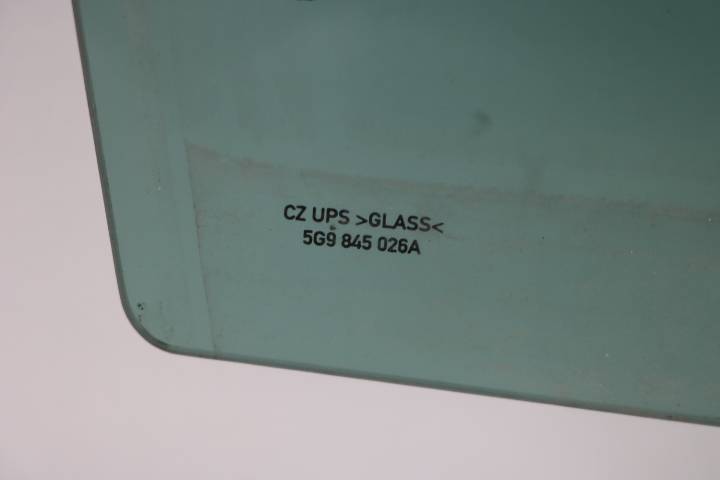 CZ UPS >GLASS<
5G9 845 026A